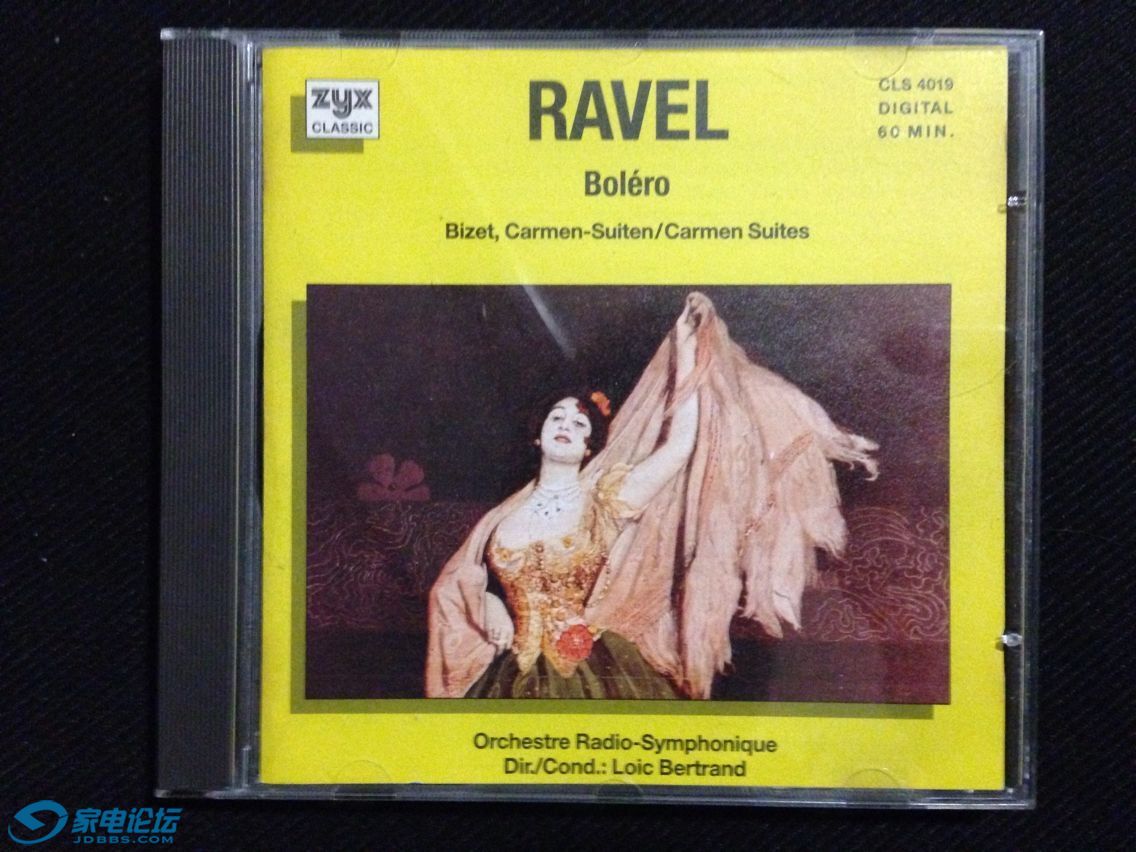 zyx
CLASSIC
RAVEL
CLS 4019
DIGITAL
60 MIN.
Boléro
Bizet, Carmen-Suiten/Carmen Suites
Orchestre Radio-Symphonique
Dir./Cond.: Loic Bertrand
家电论坛
JDBBS.COM